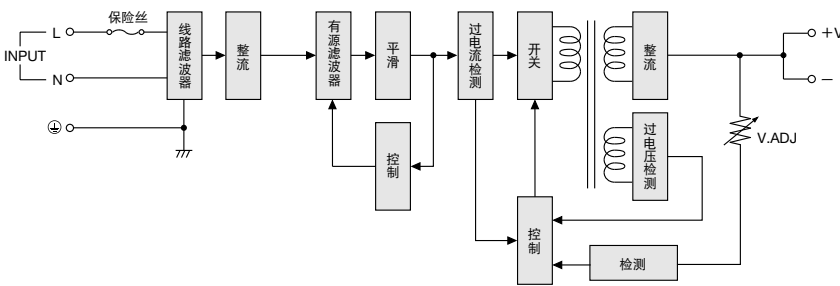 保险丝
L
INPUT
N
线路滤波器
整流
有源滤波器
平滑
控制
过电流检测
开关
整流
过电压检测
控制
检测
+V
−
V.ADJ